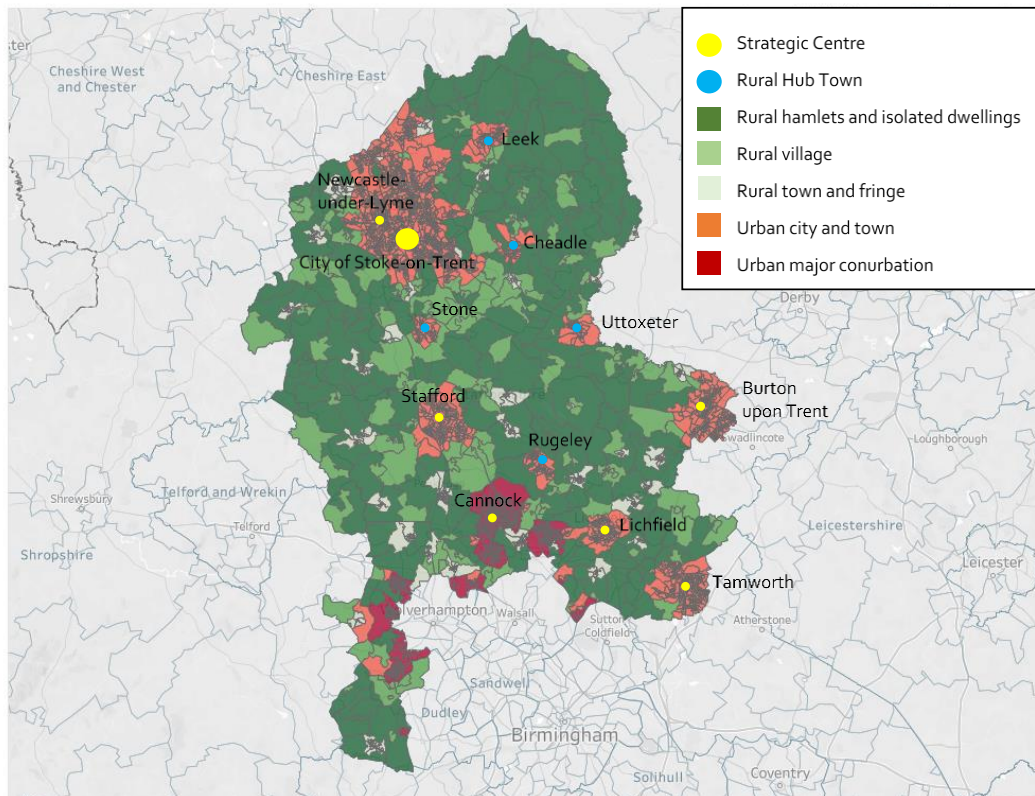 Strategic Centre
Rural Hub Town
Rural hamlets and isolated dwellings
Rural village
Rural town and fringe
Urban city and town
Urban major conurbation
Cheshire West
and Chester
Cheshire East
Leek
Newcastle-
under-Lyme
City of Stoke-on-Trent
Cheadle
Derby
Stone
Uttoxeter
Stafford
Burton
upon Trent
wadlincote
Loughborough
Rugeley
Shrewsbury
Telford and Wrekin
Telford
Cannock
Lichfield
Leicestershire
Shropshire
Leicester
Tamworth
olverhampton
Walsall
Sutton
Coldfield
Atherstone
Sandwell
Dudley
Birmingham
Solihull
Coventry